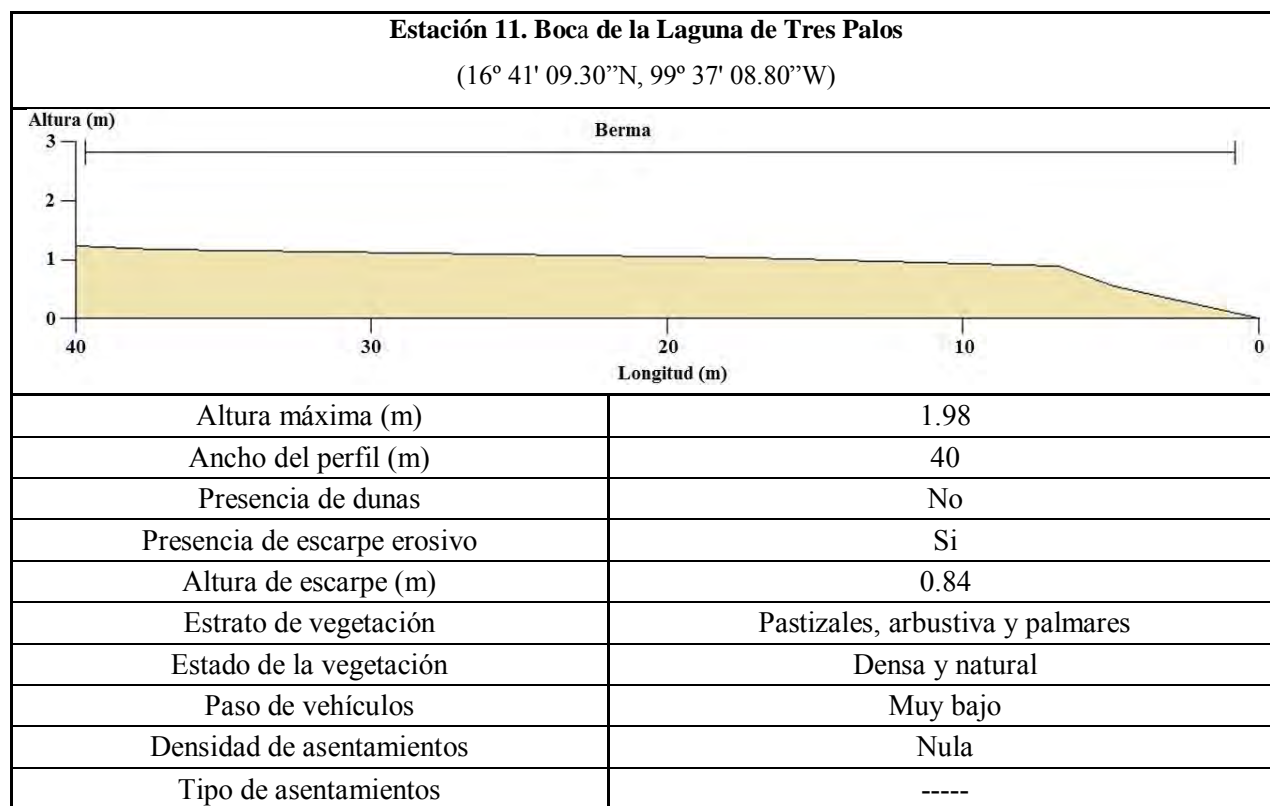 Estación 11. Boca de la Laguna de Tres Palos
(16º 41' 09.30”N, 99º 37' 08.80”W)
Altura (m)
Berma
3
2
1
0
40 30 20 10 0
Longitud (m)
Altura máxima (m) 1.98
Ancho del perfil (m) 40
Presencia de dunas No
Presencia de escarpe erosivo Si
Altura de escarpe (m) 0.84
Estrato de vegetación Pastizales, arbustiva y palmares
Estado de la vegetación Densa y natural
Paso de vehículos Muy bajo
Densidad de asentamientos Nula
Tipo de asentamientos -----